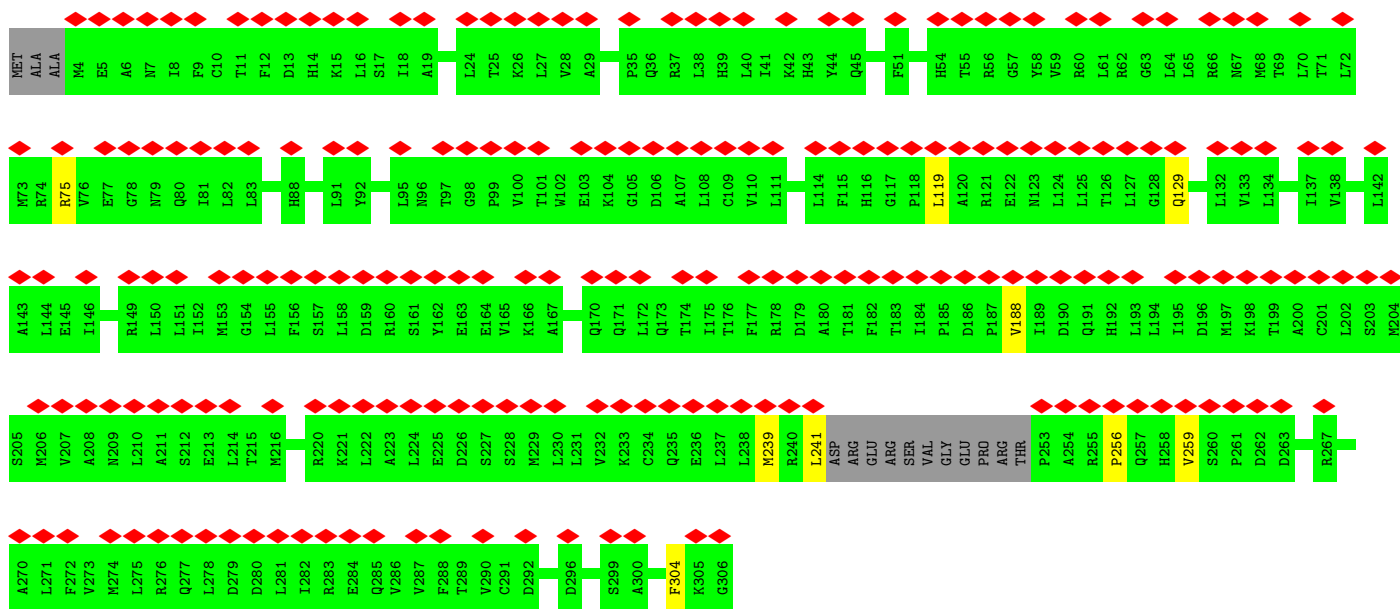 MET ALA ALA M4 E5 A6 N7 I8 F9 C10 T11 F12 D13 H14 K15 L16 S17 I18 A19 L24 T25 K26 L27 V28 A29 P35 Q36 R37 L38 H39 L40 I41 K42 H43 Y44 Q45 F51 H54 T55 R56 G57 Y58 V59 R60 L61 R62 G63 L64 L65 R66 N67 M68 T69 L70 T71 L72
M73 R74 R75 V76 E77 G78 N79 Q80 I81 L82 L83 H88 L91 Y92 L95 N96 T97 G98 P99 V100 T101 W102 E103 K104 G105 D106 A107 L108 C109 V110 L111 L114 F115 H116 G117 P118 L119 A120 R121 E122 N123 L124 L125 T126 L127 G128 Q129 L132 V133 L134 I137 V138 L142
A143 L144 E145 I146 R149 L150 L151 I152 M153 G154 L155 F156 S157 L158 D159 R160 S161 Y162 E163 E164 V165 K166 A167 Q170 Q171 L172 Q173 T174 I175 T176 F177 R178 D179 A180 T181 F182 T183 I184 P185 D186 P187 V188 I189 D190 Q191 H192 L193 L194 I195 D196 M197 K198 T199 A200 C201 L202 S203 M204
S205 M206 V207 A208 N209 L210 A211 S212 E213 L214 T215 M216 R220 K221 L222 A223 L224 E225 D226 S227 S228 M229 L230 L231 V232 K233 C234 Q235 E236 L237 L238 M239 R240 L241 ASP ARG GLU ARG SER VAL GLY GLU PRO ARG THR P253 A254 R255 P256 Q257 H258 V259 S260 P261 D262 D263 R267
A270 L271 F272 V273 M274 L275 R276 Q277 L278 D279 D280 L281 I282 R283 E284 Q285 V286 V287 F288 T289 V290 C291 D292 D296 S299 A300 F304 K305 G306